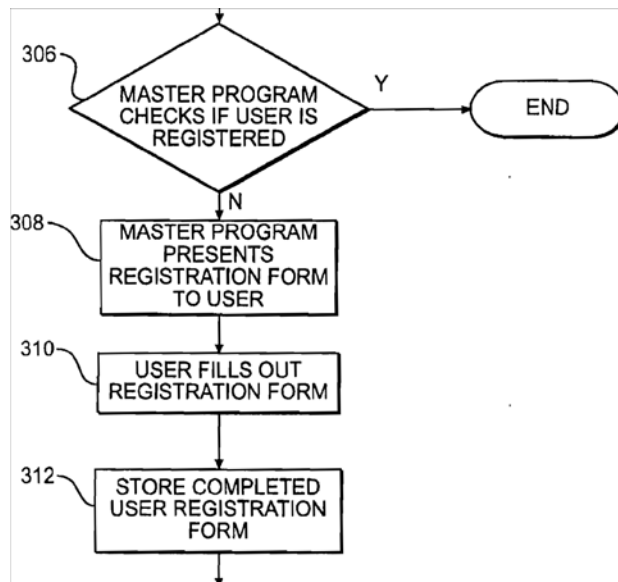 306
MASTER PROGRAM
CHECKS IF USER IS
REGISTERED
Y
END
N
308
MASTER PROGRAM
PRESENTS
REGISTRATION FORM
TO USER
310
USER FILLS OUT
REGISTRATION FORM
312
STORE COMPLETED
USER REGISTRATION
FORM